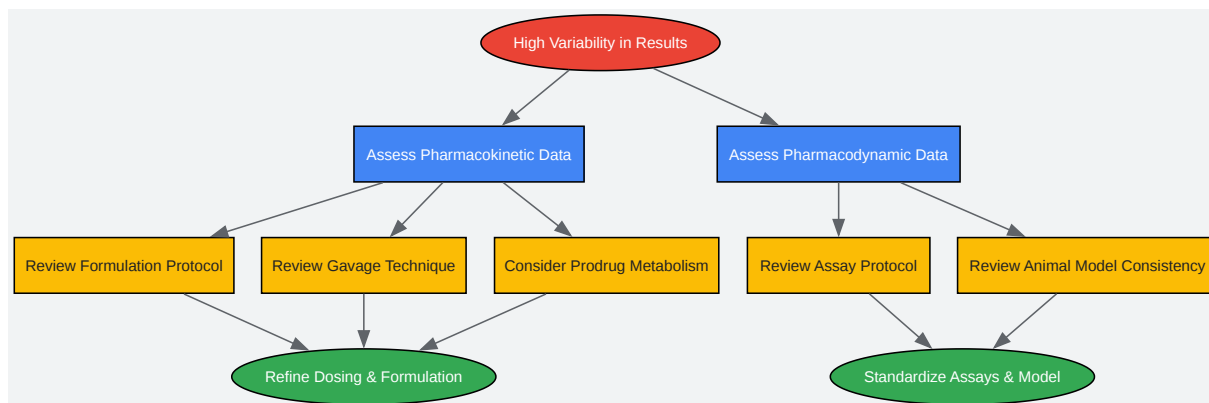 High Variability in Results
Assess Pharmacokinetic Data
Assess Pharmacodynamic Data
Review Formulation Protocol
Review Gavage Technique
Consider Prodrug Metabolism
Review Assay Protocol
Review Animal Model Consistency
Refine Dosing & Formulation
Standardize Assays & Model